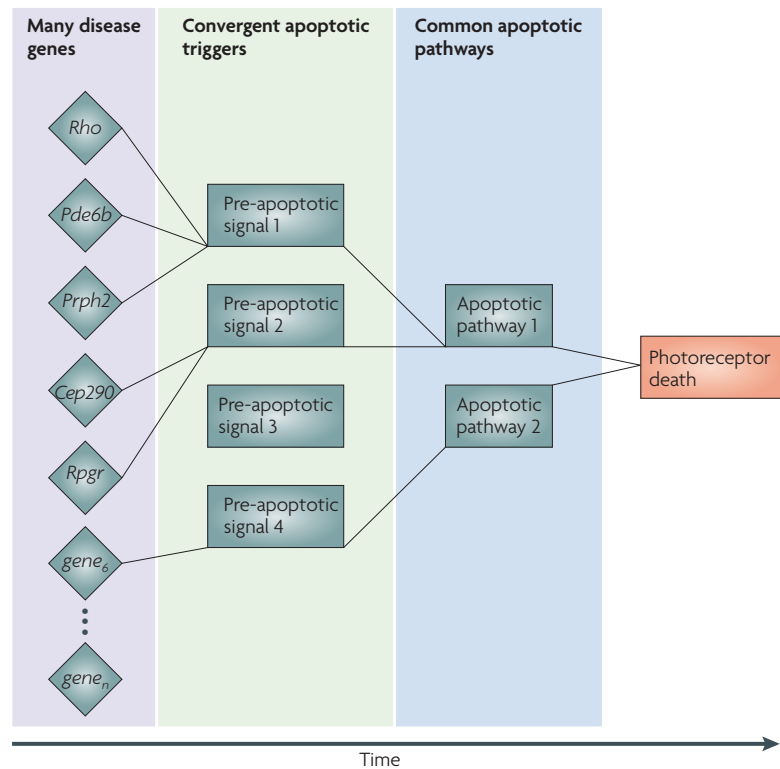 Many disease
genes
Convergent apoptotic
triggers
Common apoptotic
pathways
Rho
Pde6b
Prph2
Cep290
Rpgr
gene₆
geneₙ
Pre-apoptotic
signal 1
Pre-apoptotic
signal 2
Pre-apoptotic
signal 3
Pre-apoptotic
signal 4
Apoptotic
pathway 1
Apoptotic
pathway 2
Photoreceptor
death
Time